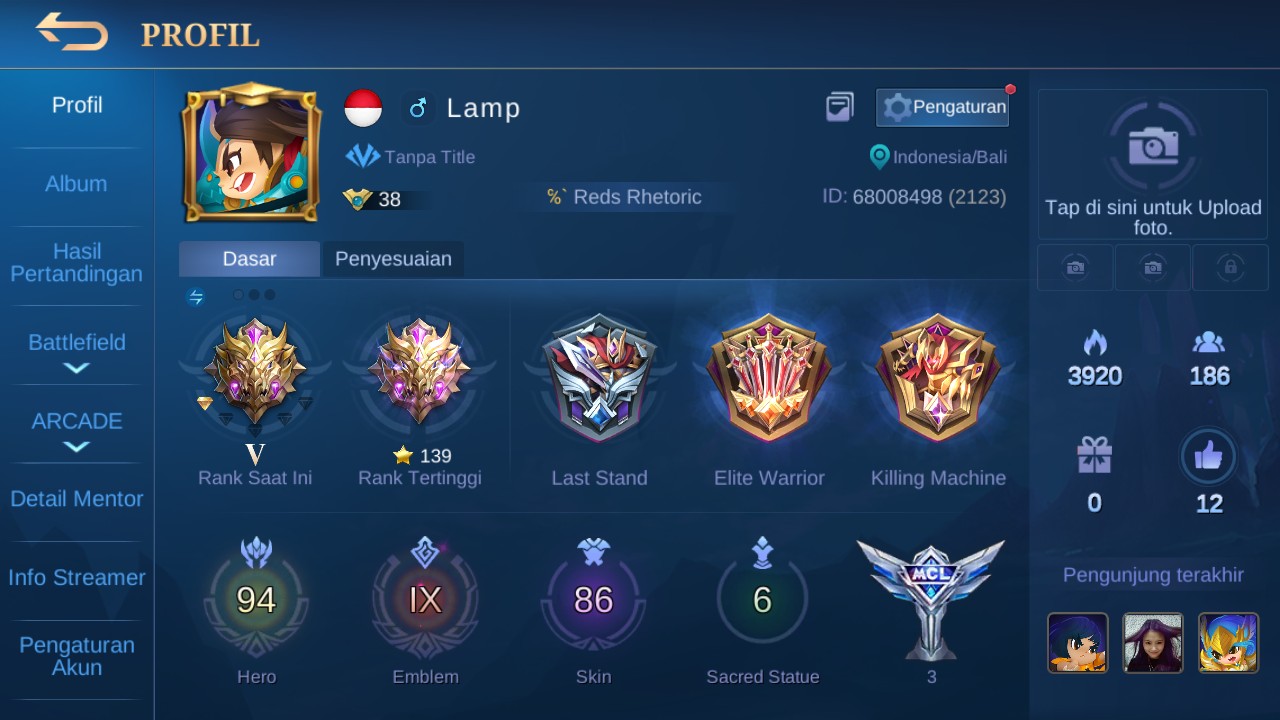 PROFIL
Profil
Album
Hasil
Pertandingan
Battlefield
ARCADE
Detail Mentor
Info Streamer
Pengaturan
Akun
Lamp
Pengaturan
Tanpa Title
Indonesia/Bali
38
℅` Reds Rhetoric
ID: 68008498 (2123)
Dasar
Penyesuaian
V
139
Rank Saat Ini
Rank Tertinggi
Last Stand
Elite Warrior
Killing Machine
94
IX
86
6
MCL
Hero
Emblem
Skin
Sacred Statue
3
Tap di sini untuk Upload
foto.
3920
186
0
12
Pengunjung terakhir